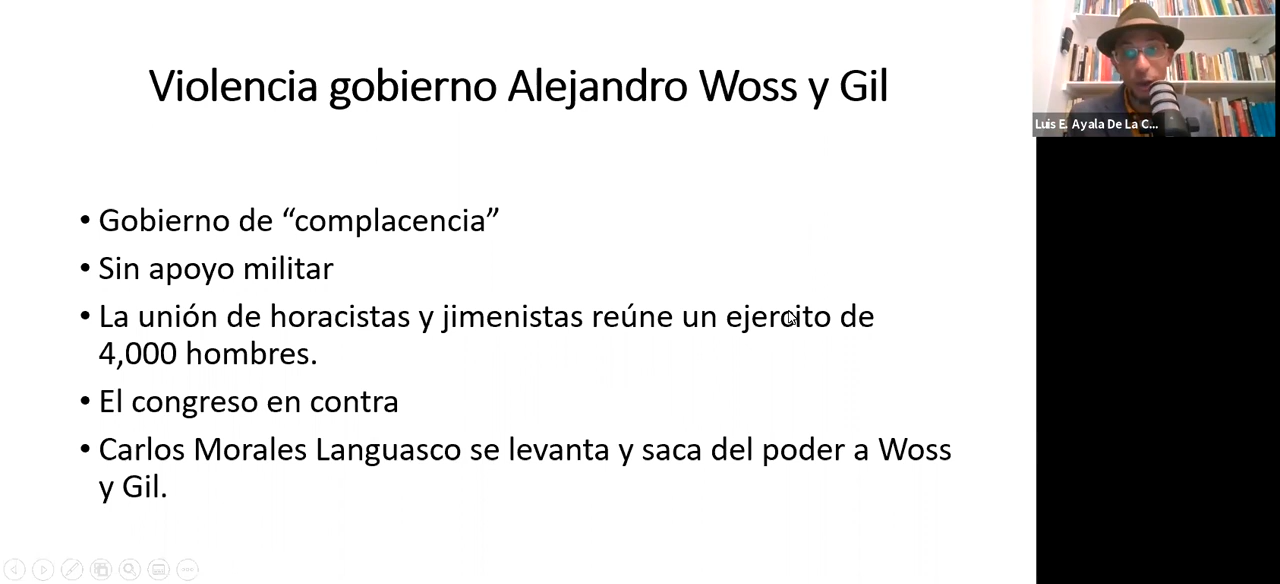 Violencia gobierno Alejandro Woss y Gil
• Gobierno de “complacencia”
• Sin apoyo militar
• La unión de horacistas y jimenistas reúne un ejercito de
4,000 hombres.
• El congreso en contra
• Carlos Morales Languasco se levanta y saca del poder a Woss
y Gil.
Luis E. Ayala De La C...